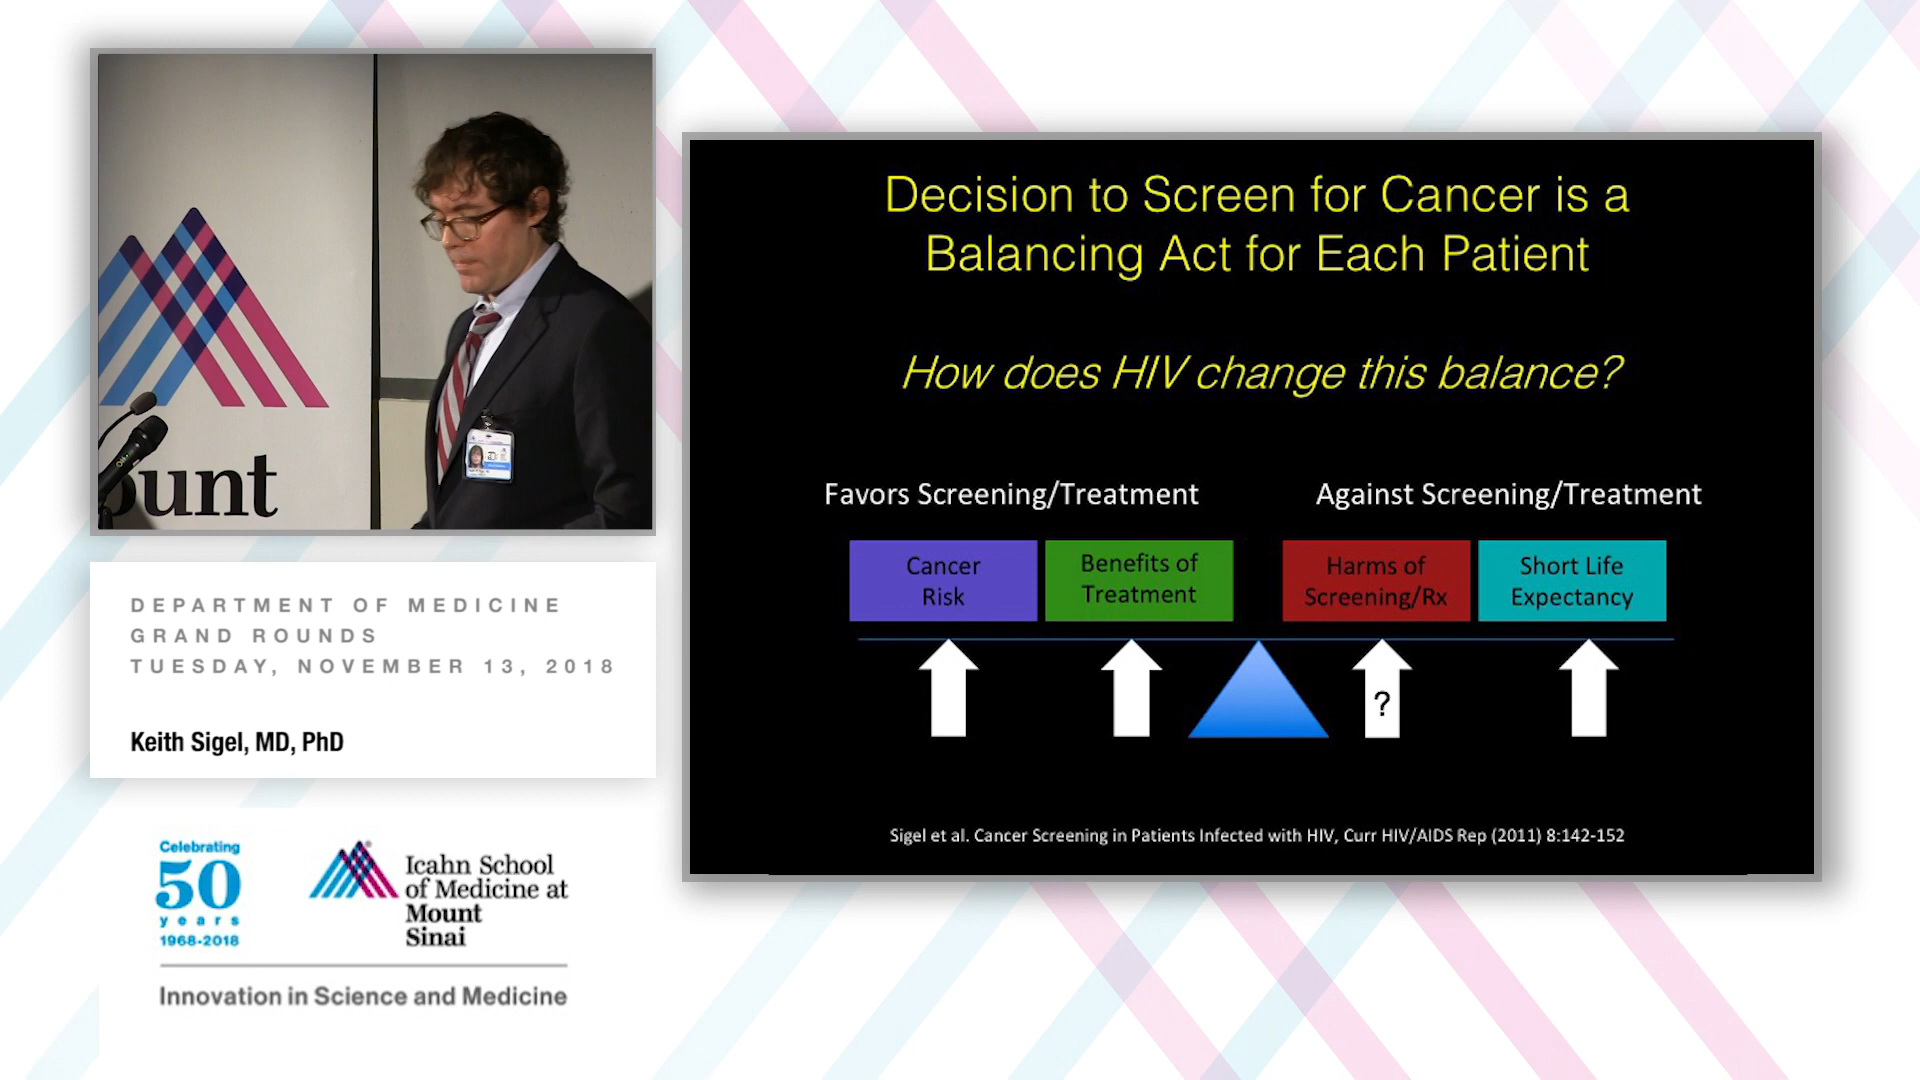 ount
DEPARTMENT OF MEDICINE
GRAND ROUNDS
TUESDAY, NOVEMBER 13, 2018
Keith Sigel, MD, PhD
Celebrating
50
years
1968-2018
Icahn School
of Medicine at
Mount
Sinai
Innovation in Science and Medicine
Decision to Screen for Cancer is a
Balancing Act for Each Patient
How does HIV change this balance?
Favors Screening/Treatment
Against Screening/Treatment
Cancer
Risk
Benefits of
Treatment
Harms of
Screening/Rx
Short Life
Expectancy
?
Sigel et al. Cancer Screening in Patients Infected with HIV, Curr HIV/AIDS Rep (2011) 8:142-152